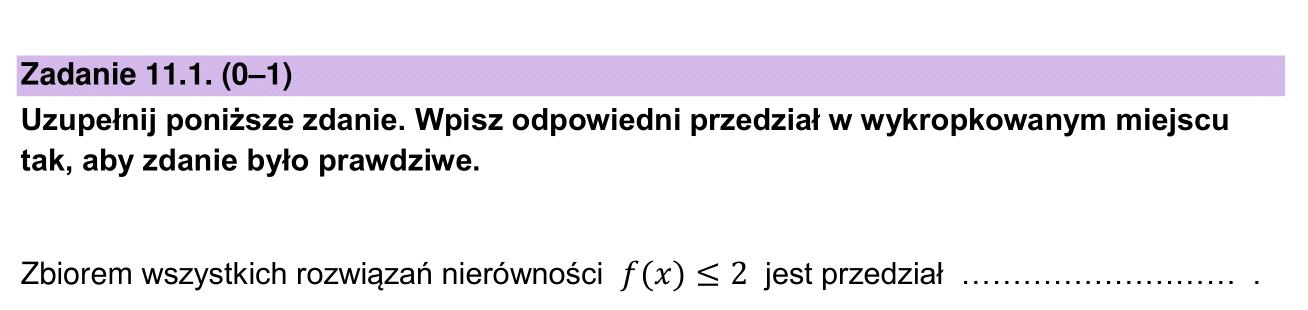 Zadanie 11.1. (0–1)
Uzupełnij poniższe zdanie. Wpisz odpowiedni przedział w wykropkowanym miejscu
tak, aby zdanie było prawdziwe.
Zbiorem wszystkich rozwiązań nierówności f(x) ≤ 2 jest przedział ……………………… .